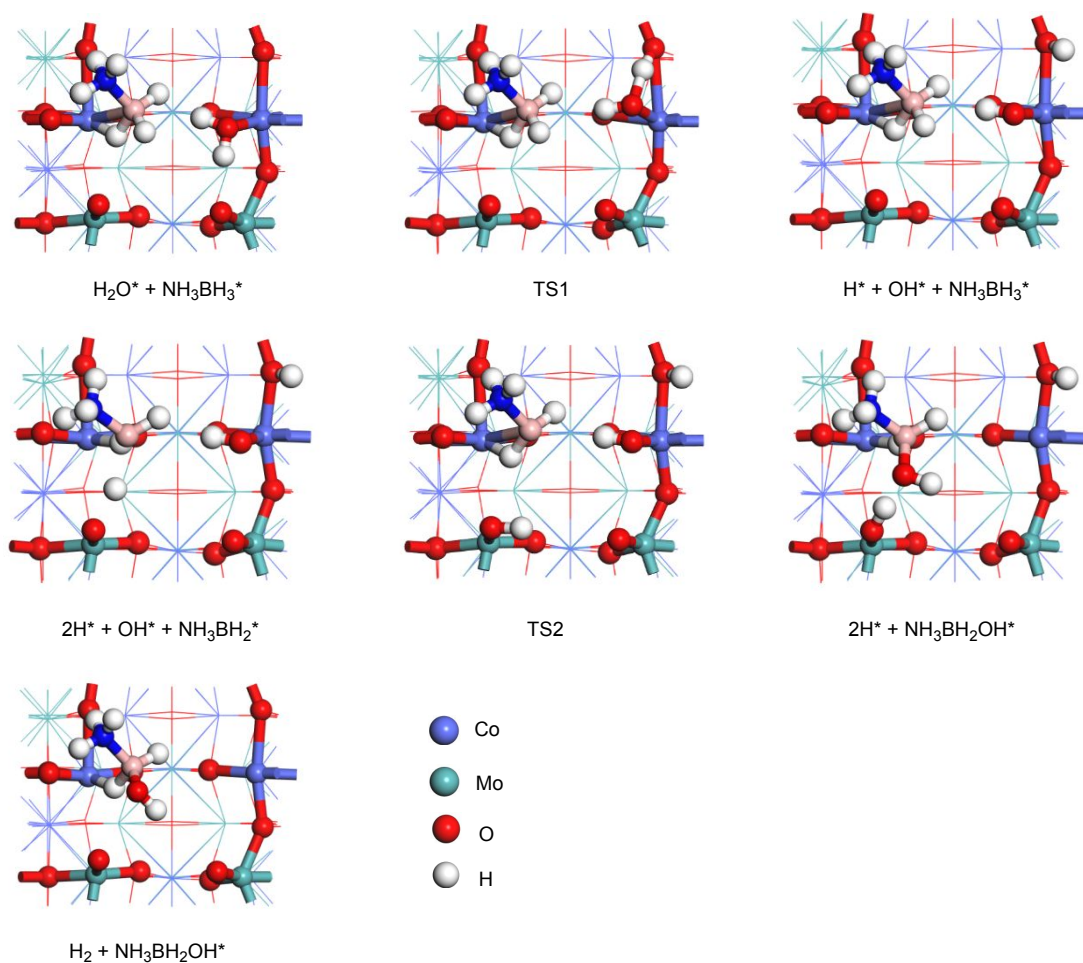 H₂O* + NH₃BH₃*
TS1
H* + OH* + NH₃BH₃*
2H* + OH* + NH₃BH₂*
TS2
2H* + NH₃BH₂OH*
Co
Mo
O
H
H₂ + NH₃BH₂OH*